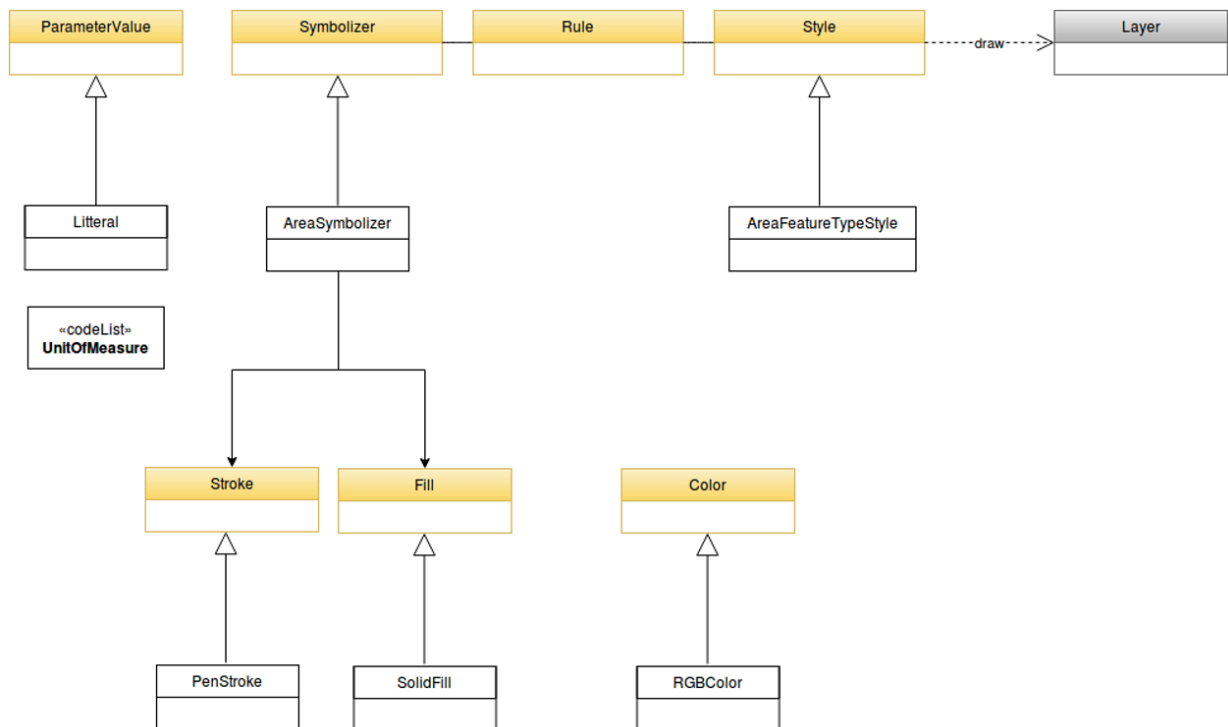 ParameterValue
Symbolizer
Rule
Style
draw
Layer
Litteral
AreaSymbolizer
AreaFeatureTypeStyle
«codeList»
UnitOfMeasure
Stroke
Fill
Color
PenStroke
SolidFill
RGBColor